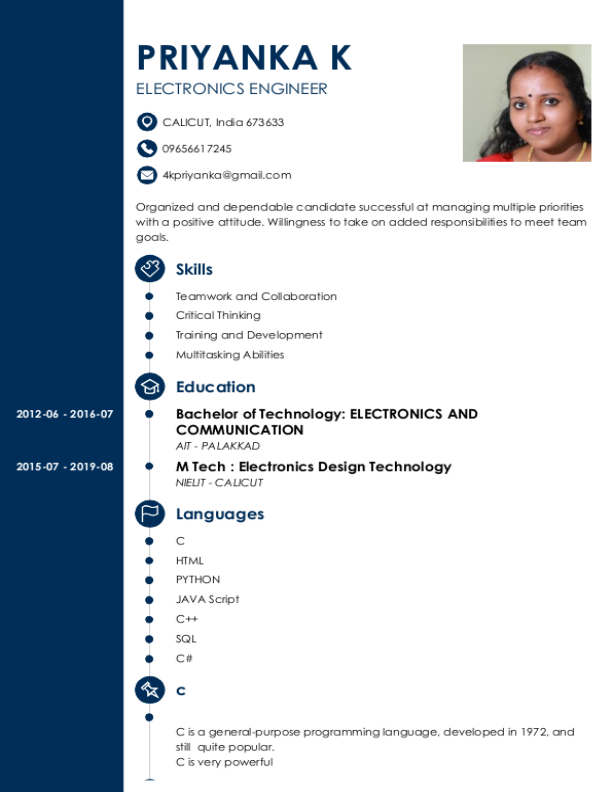 PRIYANKA K
ELECTRONICS ENGINEER
CALICUT, India 673633
09656617245
4kpriyanka@gmail.com
Organized and dependable candidate successful at managing multiple priorities
with a positive attitude. Willingness to take on added responsibilities to meet team
goals.
Skills
Teamwork and Collaboration
Critical Thinking
Training and Development
Multitasking Abilities
Education
2012-06 - 2016-07
Bachelor of Technology: ELECTRONICS AND
COMMUNICATION
AIT - PALAKKAD
2015-07 - 2019-08
M Tech : Electronics Design Technology
NIELIT - CALICUT
Languages
C
HTML
PYTHON
JAVA Script
C++
SQL
C#
C
C is a general-purpose programming language, developed in 1972, and
still  quite popular.
C is very powerful